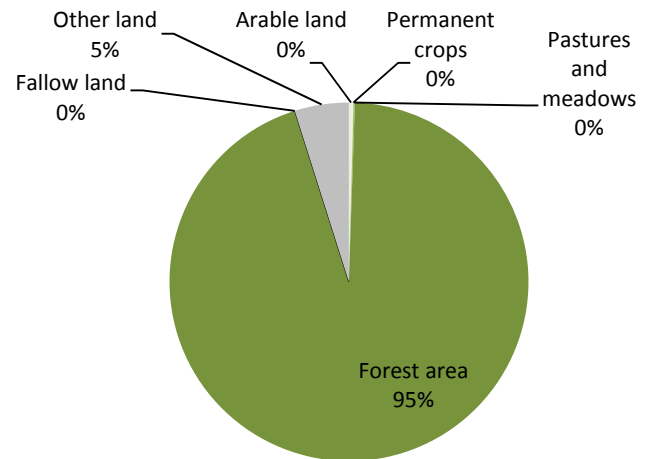 Other land
5%
Arable land
0%
Permanent
crops
0%
Pastures
and
meadows
0%
Fallow land
0%
Forest area
95%